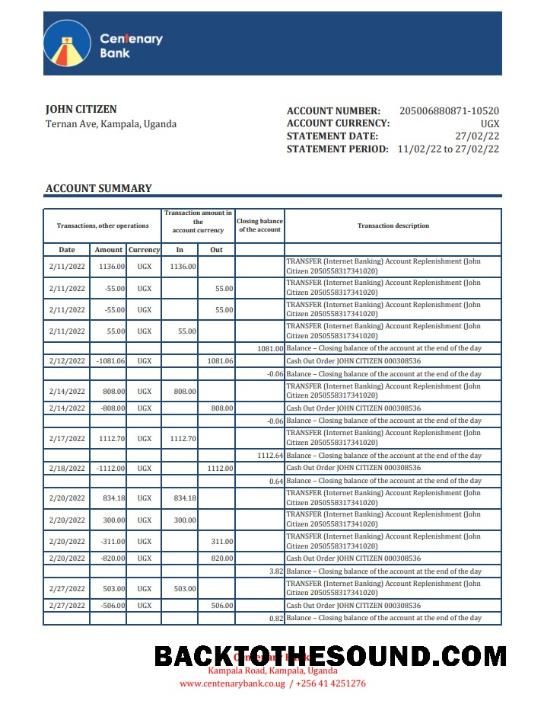 Centenary
Bank
JOHN CITIZEN
Ternan Ave, Kampala, Uganda
ACCOUNT NUMBER: 205006880871-10520
ACCOUNT CURRENCY: UGX
STATEMENT DATE: 27/02/22
STATEMENT PERIOD: 11/02/22 to 27/02/22
ACCOUNT SUMMARY
Transactions, other operations
Transaction amount in
the
account currency
Closing balance
of the account
Transaction description
Date Amount Currency In Out
2/11/2022 1136.00 UGX 1136.00 TRANSFER (Internet Banking) Account Replenishment (John
Citizen 2050558317341020)
2/11/2022 -55.00 UGX 55.00 TRANSFER (Internet Banking) Account Replenishment (John
Citizen 2050558317341020)
2/11/2022 -55.00 UGX 55.00 TRANSFER (Internet Banking) Account Replenishment (John
Citizen 2050558317341020)
2/11/2022 55.00 UGX 55.00 TRANSFER (Internet Banking) Account Replenishment (John
Citizen 2050558317341020)
1081.00 Balance – Closing balance of the account at the end of the day
2/12/2022 -1081.06 UGX 1081.06 Cash Out Order JOHN CITIZEN 000308536
-0.06 Balance – Closing balance of the account at the end of the day
2/14/2022 808.00 UGX 808.00 TRANSFER (Internet Banking) Account Replenishment (John
Citizen 2050558317341020)
2/14/2022 -808.00 UGX 808.00 Cash Out Order JOHN CITIZEN 000308536
-0.06 Balance – Closing balance of the account at the end of the day
2/17/2022 1112.70 UGX 1112.70 TRANSFER (Internet Banking) Account Replenishment (John
Citizen 2050558317341020)
1112.64 Balance – Closing balance of the account at the end of the day
2/18/2022 -1112.00 UGX 1112.00 Cash Out Order JOHN CITIZEN 000308536
0.64 Balance – Closing balance of the account at the end of the day
2/20/2022 834.18 UGX 834.18 TRANSFER (Internet Banking) Account Replenishment (John
Citizen 2050558317341020)
2/20/2022 300.00 UGX 300.00 TRANSFER (Internet Banking) Account Replenishment (John
Citizen 2050558317341020)
2/20/2022 -311.00 UGX 311.00 TRANSFER (Internet Banking) Account Replenishment (John
Citizen 2050558317341020)
2/20/2022 -820.00 UGX 820.00 Cash Out Order JOHN CITIZEN 000308536
3.82 Balance – Closing balance of the account at the end of the day
2/27/2022 503.00 UGX 503.00 TRANSFER (Internet Banking) Account Replenishment (John
Citizen 2050558317341020)
2/27/2022 -506.00 UGX 506.00 Cash Out Order JOHN CITIZEN 000308536
0.82 Balance – Closing balance of the account at the end of the day
BACKTOTHESOUND.COM
Kampala Road, Kampala, Uganda
www.centenarybank.co.ug / +256 41 4251276